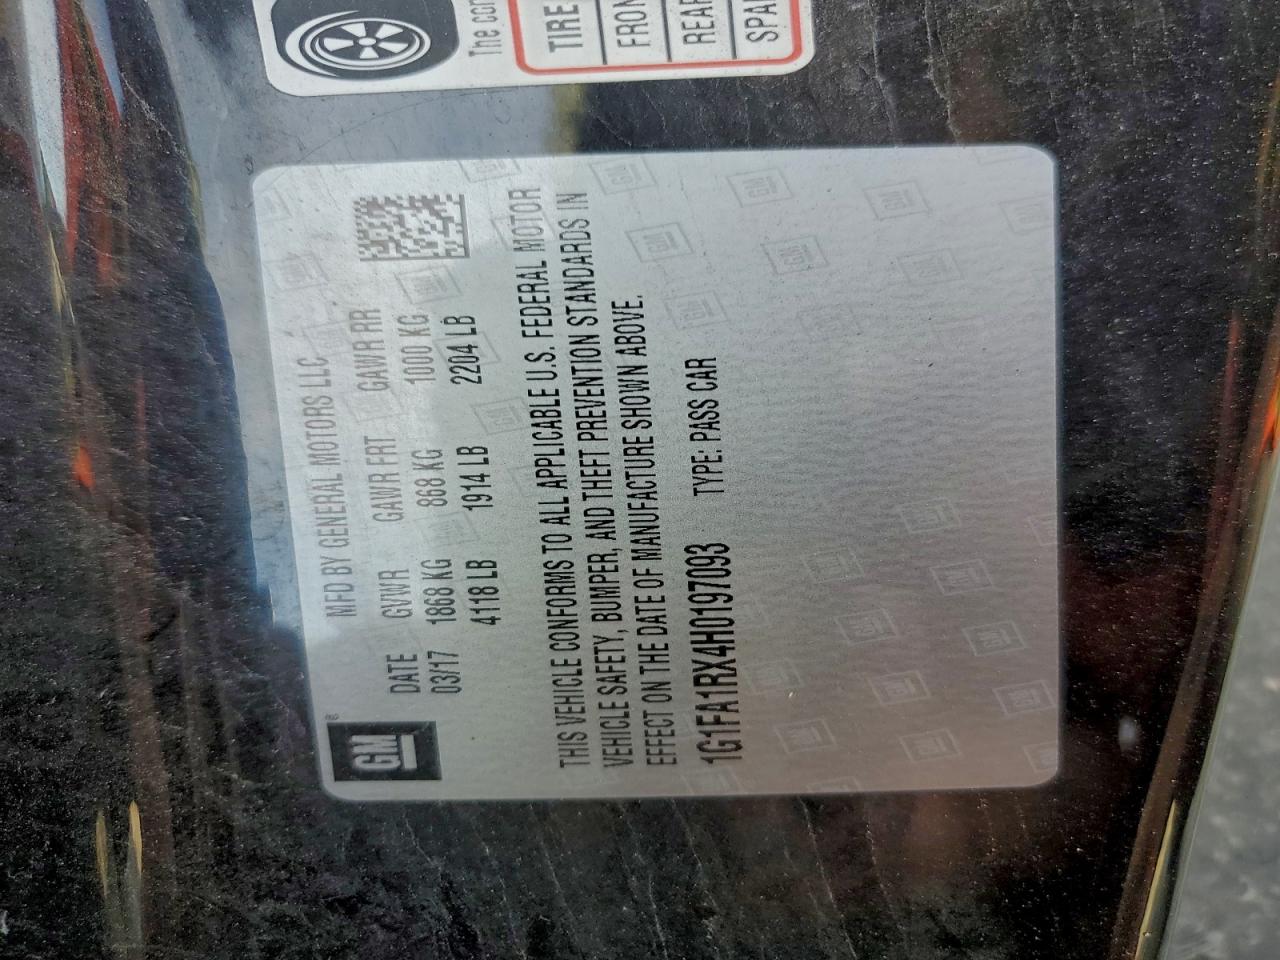 The con
TIRE
FRON
REAR
SPAR
GM®
MFD BY GENERAL MOTORS LLC
DATE GVWR GAWR FRT GAWR RR
03/17 1868 KG 868 KG 1000 KG
4118 LB 1914 LB 2204 LB
THIS VEHICLE CONFORMS TO ALL APPLICABLE U.S. FEDERAL MOTOR
VEHICLE SAFETY, BUMPER, AND THEFT PREVENTION STANDARDS IN
EFFECT ON THE DATE OF MANUFACTURE SHOWN ABOVE.
1G1FA1RX4H0197093 TYPE: PASS CAR